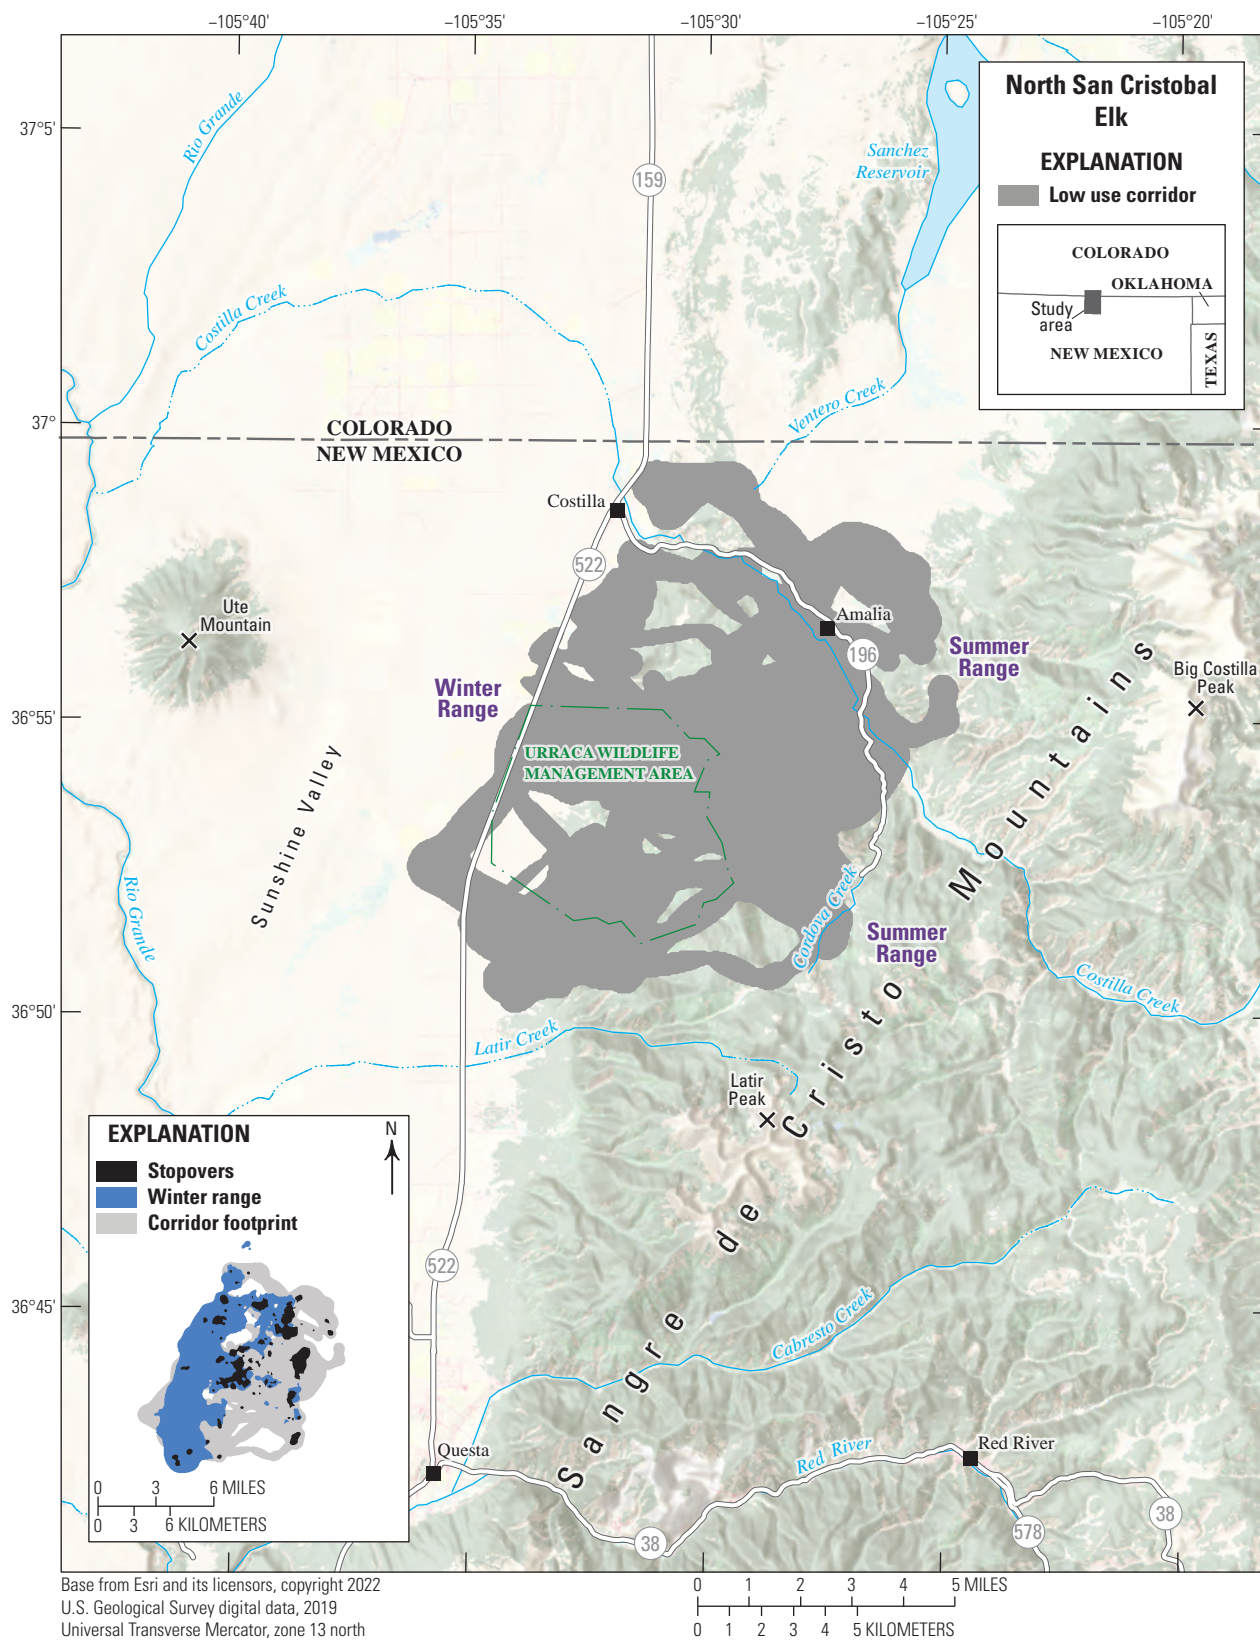 −105°40'
−105°35'
−105°30'
−105°25'
−105°20'
North San Cristobal
Elk
EXPLANATION
Low use corridor
COLORADO
OKLAHOMA
Study
area
NEW MEXICO
TEXAS
37°5'
Rio Grande
Sanchez
Reservoir
159
Costilla Creek
Ventero Creek
37°
COLORADO
NEW MEXICO
Costilla
522
Ute
Mountain
Amalia
196
Summer
Range
Big Costilla
Peak
Winter
Range
36°55'
URRACA WILDLIFE
MANAGEMENT AREA
Sunshine Valley
Rio Grande
Cordova Creek
Summer
Range
Costilla Creek
36°50'
Latir Creek
Latir
Peak
Sangre de Cristo Mountains
EXPLANATION
N
Stopovers
Winter range
Corridor footprint
0 3 6 MILES
0 3 6 KILOMETERS
522
36°45'
Cabresto Creek
Questa
Red River
Red River
38
578
38
Base from Esri and its licensors, copyright 2022
U.S. Geological Survey digital data, 2019
Universal Transverse Mercator, zone 13 north
0 1 2 3 4 5 MILES
0 1 2 3 4 5 KILOMETERS